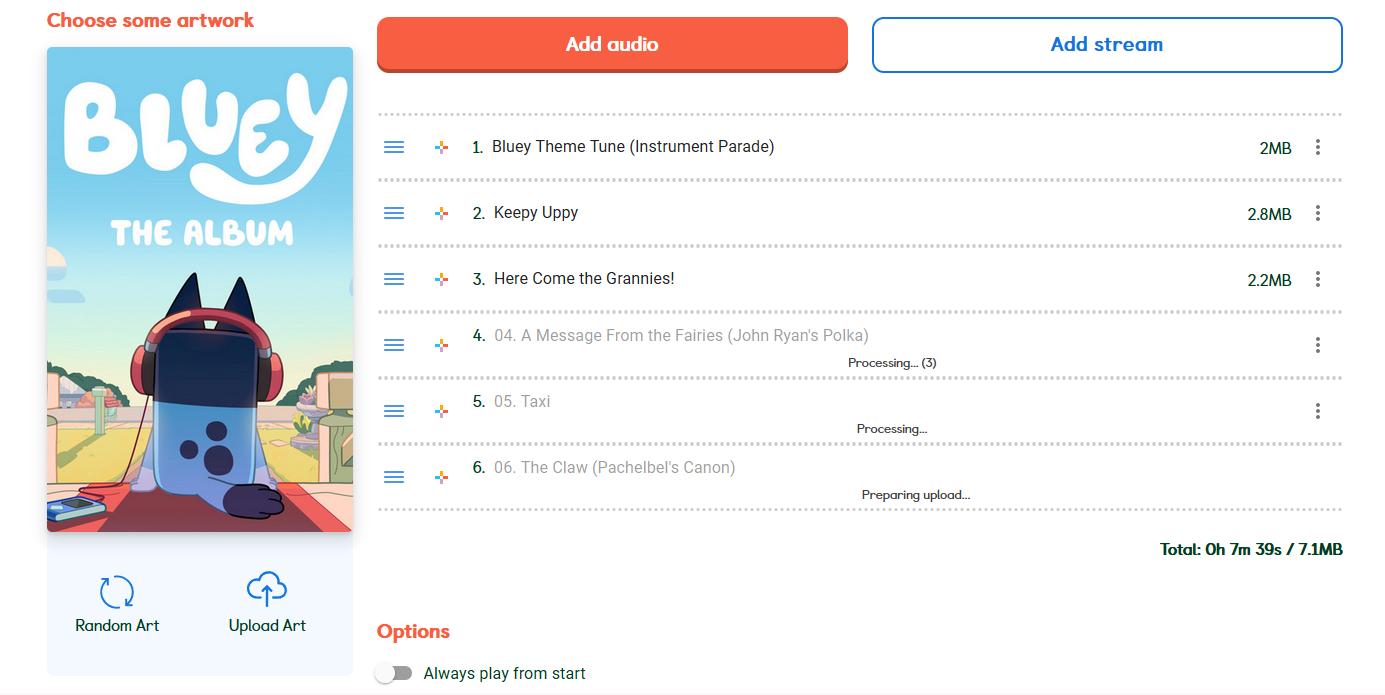 Choose some artwork
BLUEY
THE ALBUM
Random Art
Upload Art
Add audio
Add stream
1. Bluey Theme Tune (Instrument Parade) 2MB
2. Keepy Uppy 2.8MB
3. Here Come the Grannies! 2.2MB
4. 04. A Message From the Fairies (John Ryan's Polka)
Processing... (3)
5. 05. Taxi
Processing...
6. 06. The Claw (Pachelbel's Canon)
Preparing upload...
Total: 0h 7m 39s / 7.1MB
Options
Always play from start